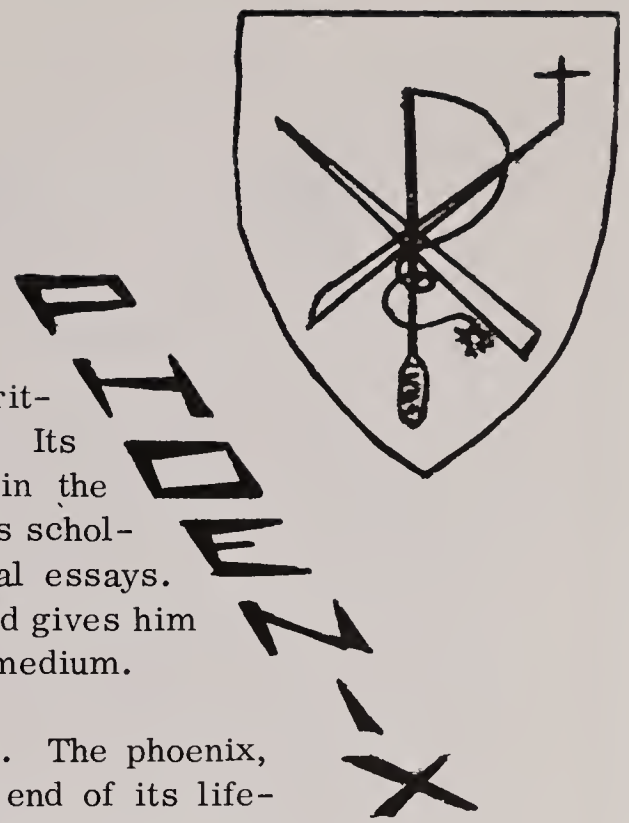 PHOENIX
rit-
Its
in the
s schol-
al essays.
d gives him
medium.
. The phoenix,
end of its life-